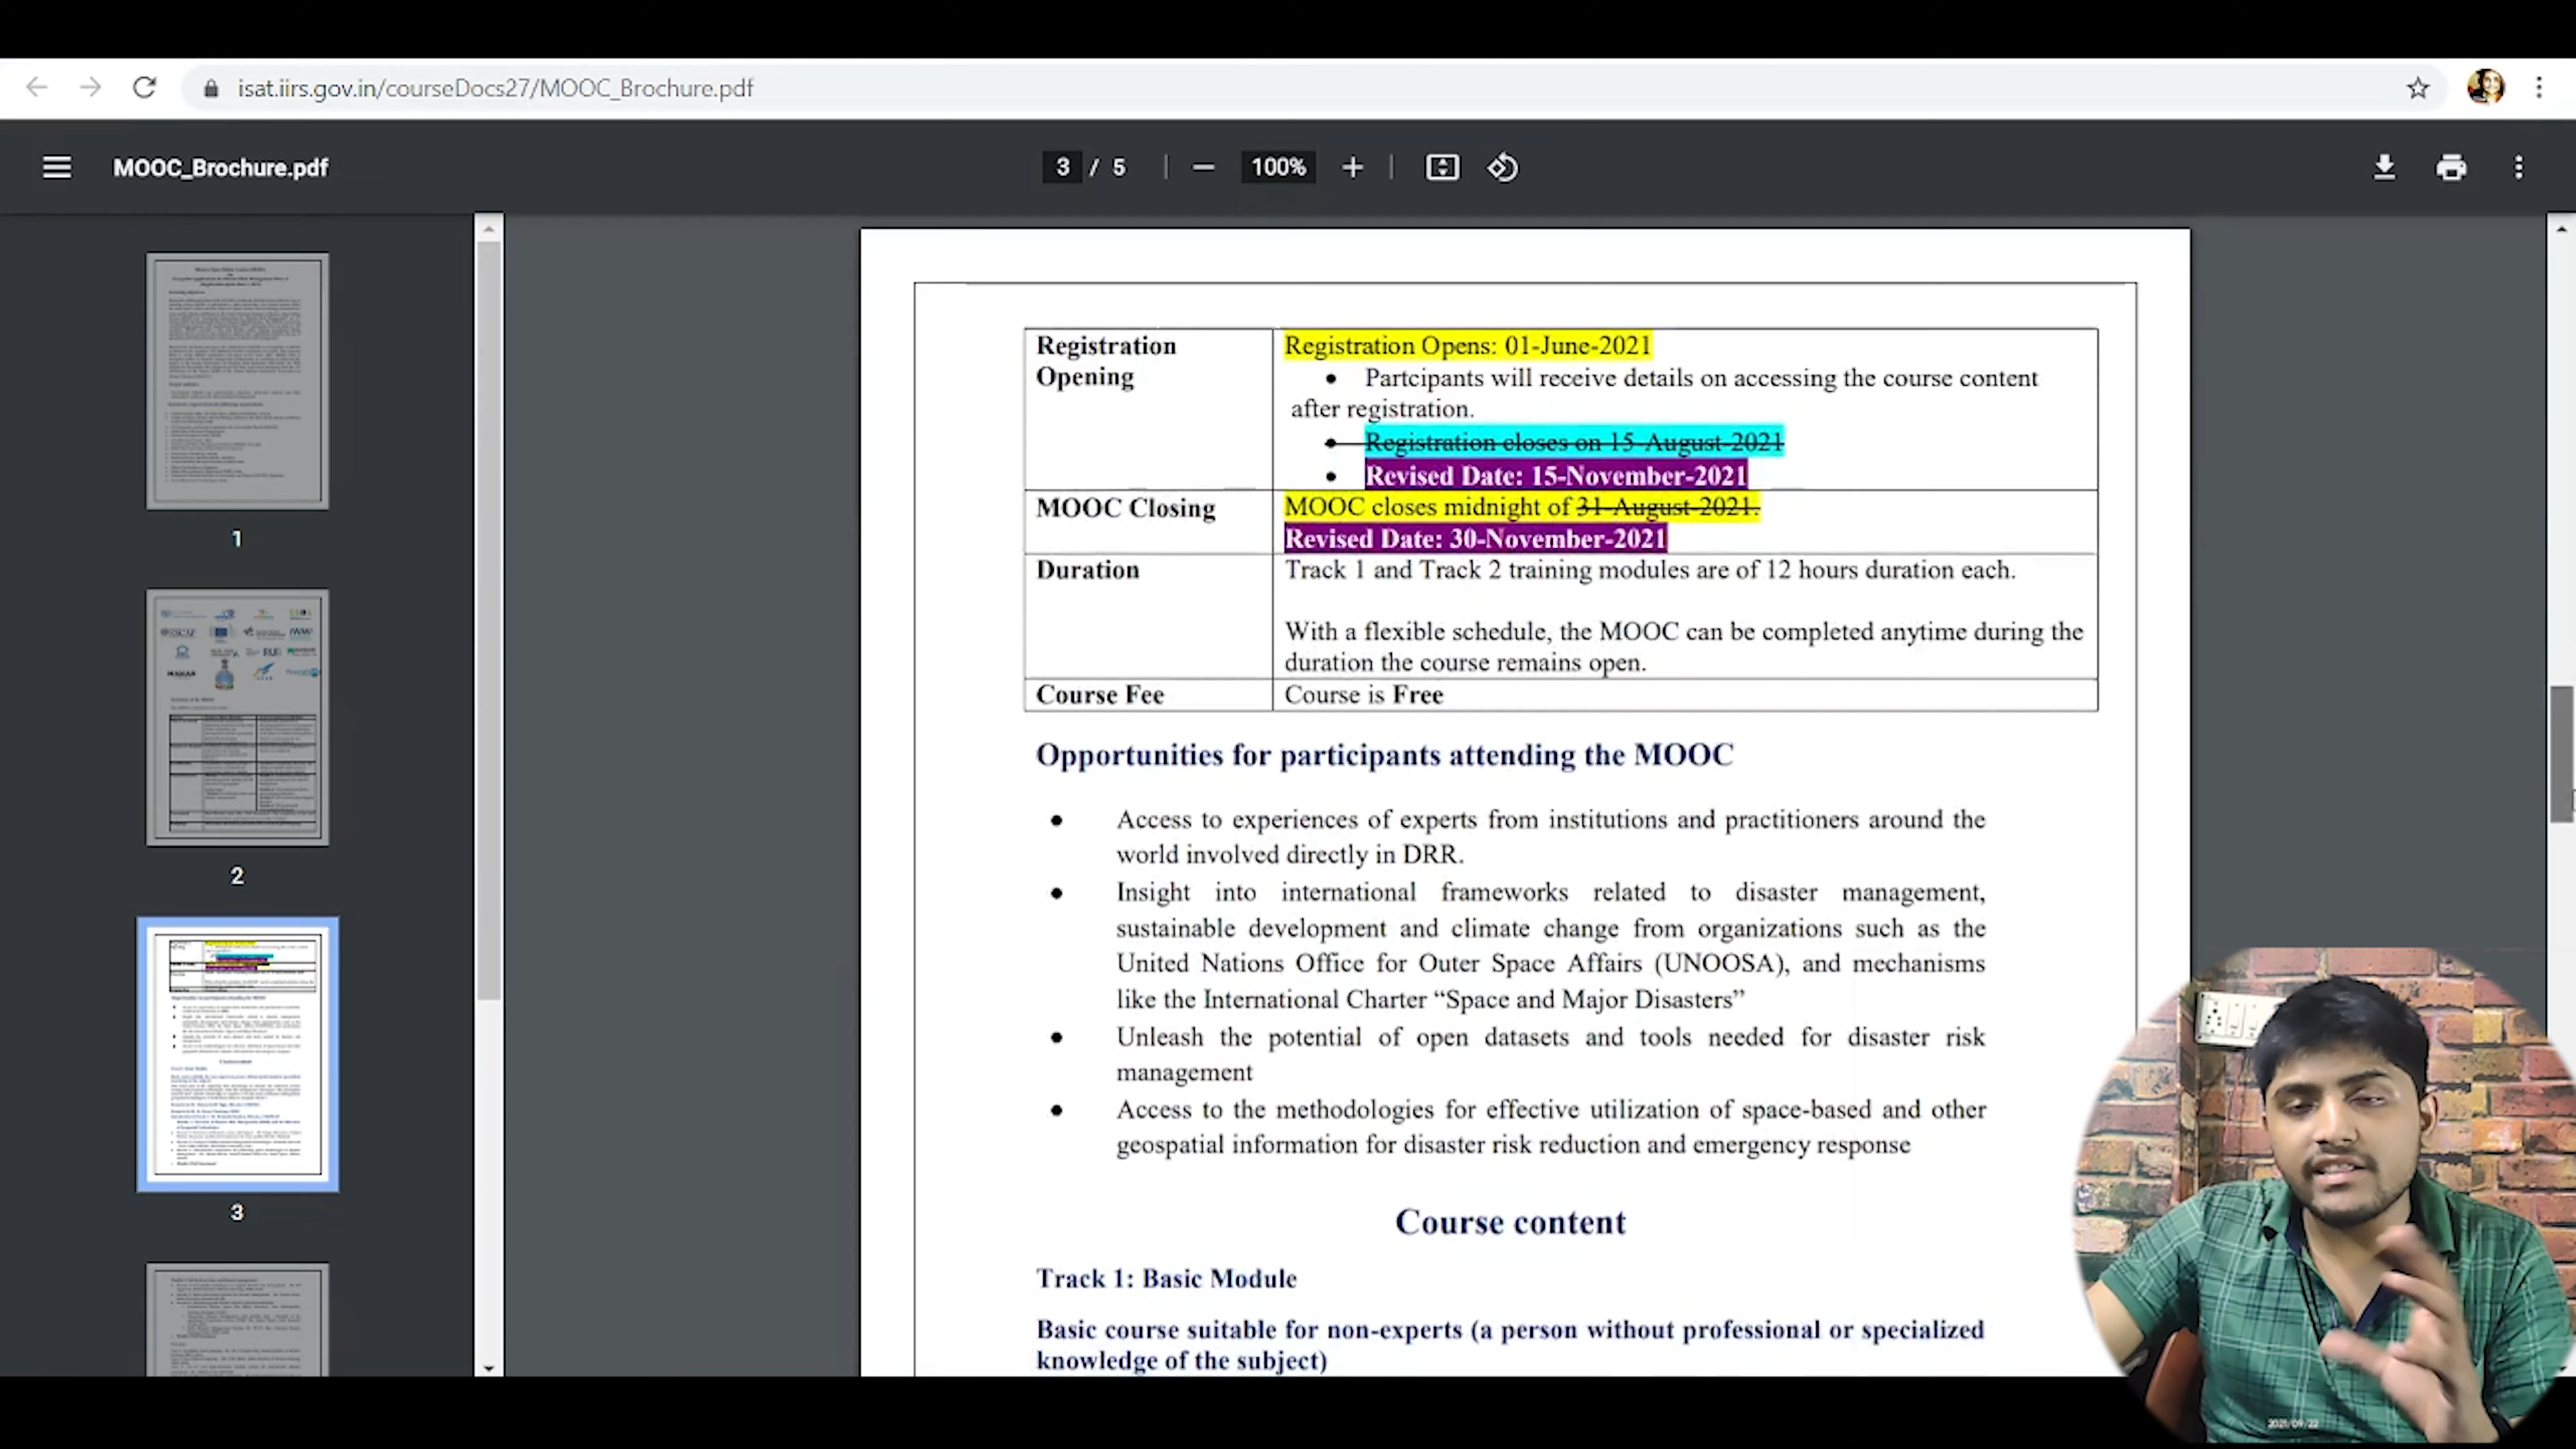 isat.iirs.gov.in/courseDocs27/MOOC_Brochure.pdf
MOOC_Brochure.pdf
3 / 5
100%
1
2
3
Registration Opening
Registration Opens: 01-June-2021
Partcipants will receive details on accessing the course content
after registration.
Registration closes on 15-August-2021
Revised Date: 15-November-2021
MOOC Closing
MOOC closes midnight of 31-August-2021.
Revised Date: 30-November-2021
Duration
Track 1 and Track 2 training modules are of 12 hours duration each.
With a flexible schedule, the MOOC can be completed anytime during the
duration the course remains open.
Course Fee
Course is Free
Opportunities for participants attending the MOOC
Access to experiences of experts from institutions and practitioners around the
world involved directly in DRR.
Insight into international frameworks related to disaster management,
sustainable development and climate change from organizations such as the
United Nations Office for Outer Space Affairs (UNOOSA), and mechanisms
like the International Charter “Space and Major Disasters”
Unleash the potential of open datasets and tools needed for disaster risk
management
Access to the methodologies for effective utilization of space-based and other
geospatial information for disaster risk reduction and emergency response
Course content
Track 1: Basic Module
Basic course suitable for non-experts (a person without professional or specialized
knowledge of the subject)
2021/09/22